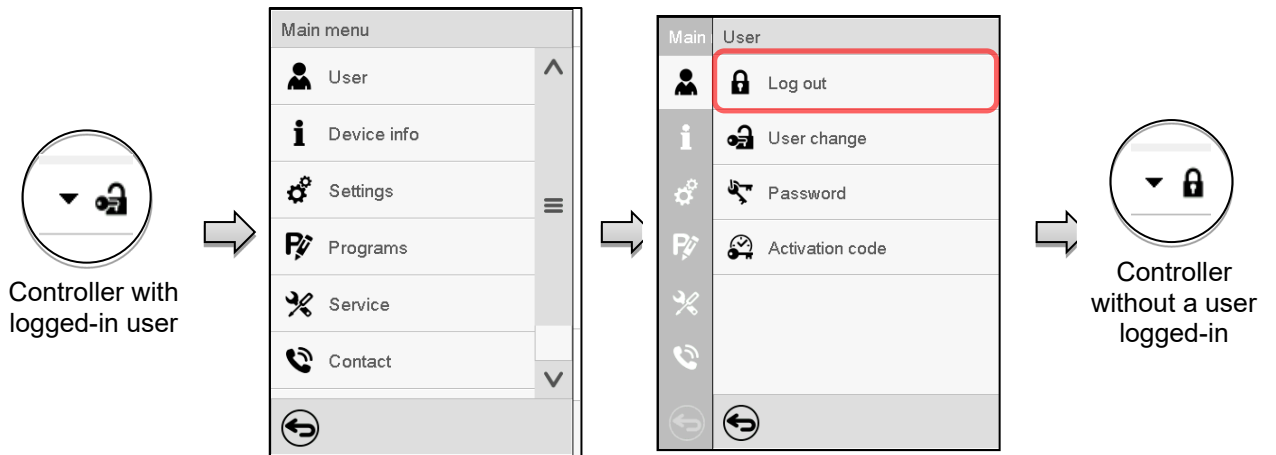 Controller with
logged-in user
Main menu
User
Device info
Settings
Programs
Service
Contact
Main
User
Log out
User change
Password
Activation code
Controller
without a user
logged-in